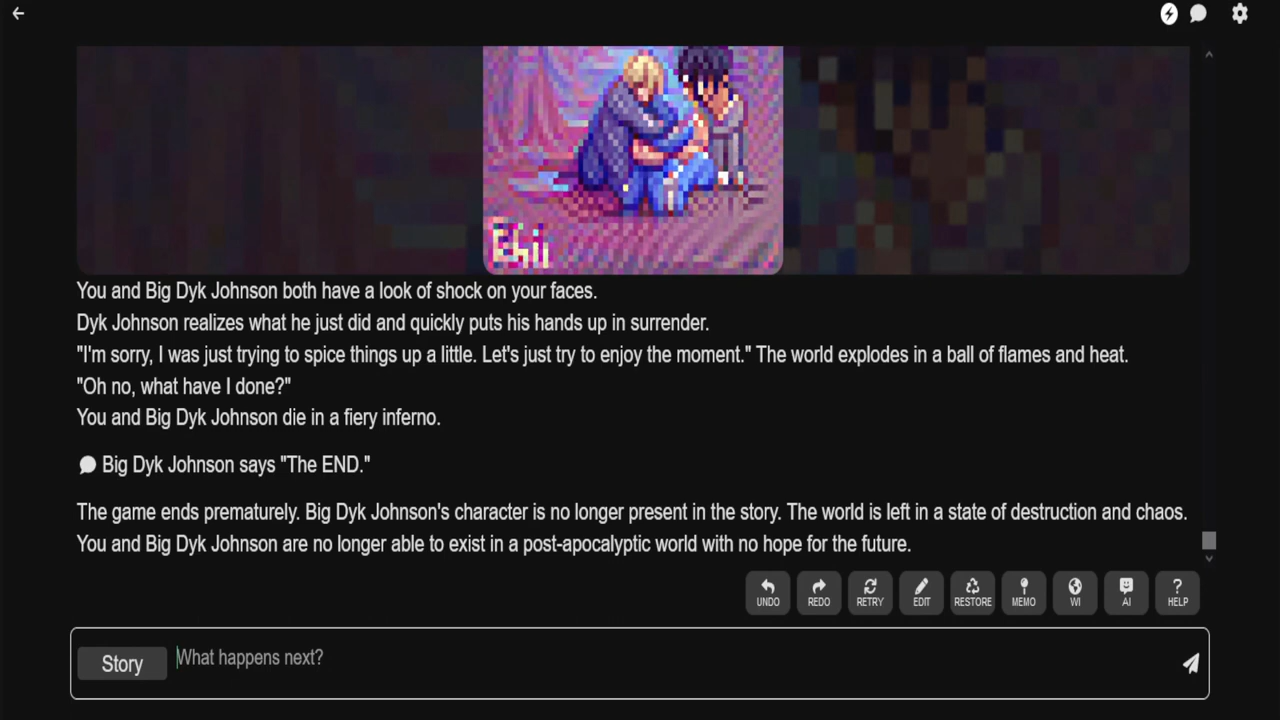 Ehii
You and Big Dyk Johnson both have a look of shock on your faces.
Dyk Johnson realizes what he just did and quickly puts his hands up in surrender.
"I'm sorry, I was just trying to spice things up a little. Let's just try to enjoy the moment." The world explodes in a ball of flames and heat.
"Oh no, what have I done?"
You and Big Dyk Johnson die in a fiery inferno.
Big Dyk Johnson says "The END."
The game ends prematurely. Big Dyk Johnson's character is no longer present in the story. The world is left in a state of destruction and chaos.
You and Big Dyk Johnson are no longer able to exist in a post-apocalyptic world with no hope for the future.
UNDO REDO RETRY EDIT RESTORE MEMO WI AI HELP
Story What happens next?